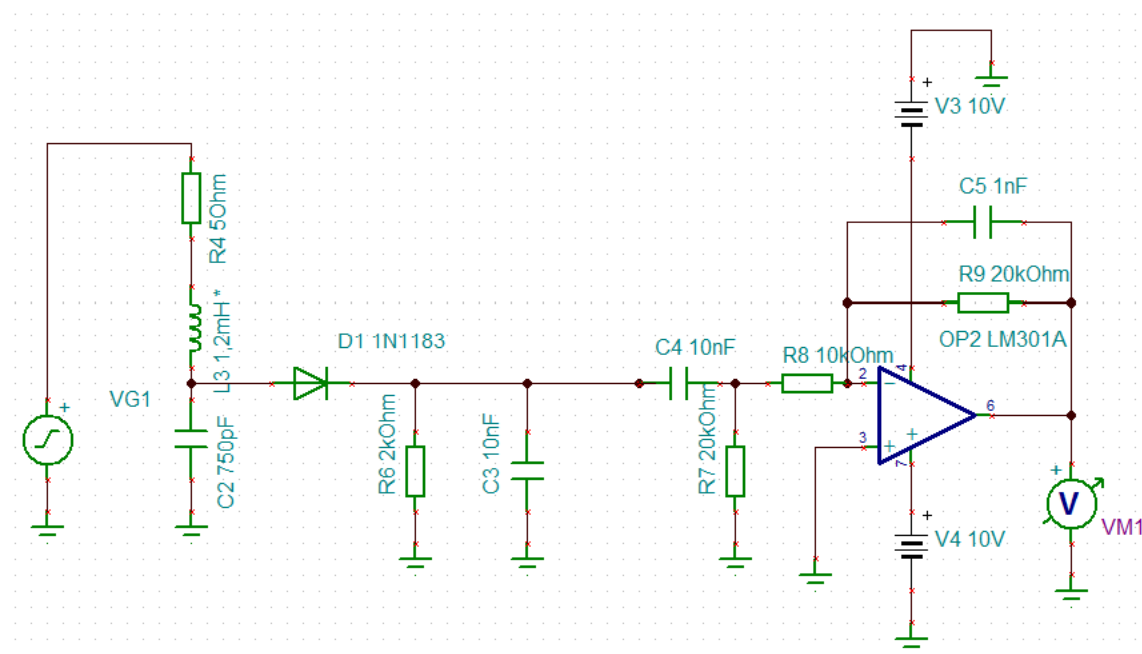 +
V3 10V
C5 1nF
R4 5Ohm
R9 20kOhm
L3 1,2mH *
D1 1N1183
OP2 LM301A
C4 10nF
R8 10kOhm
2
4
−
VG1
+
6
C2 750pF
R6 2kOhm
C3 10nF
R7 20kOhm
3
+
+
7
+
V
VM1
+
V4 10V